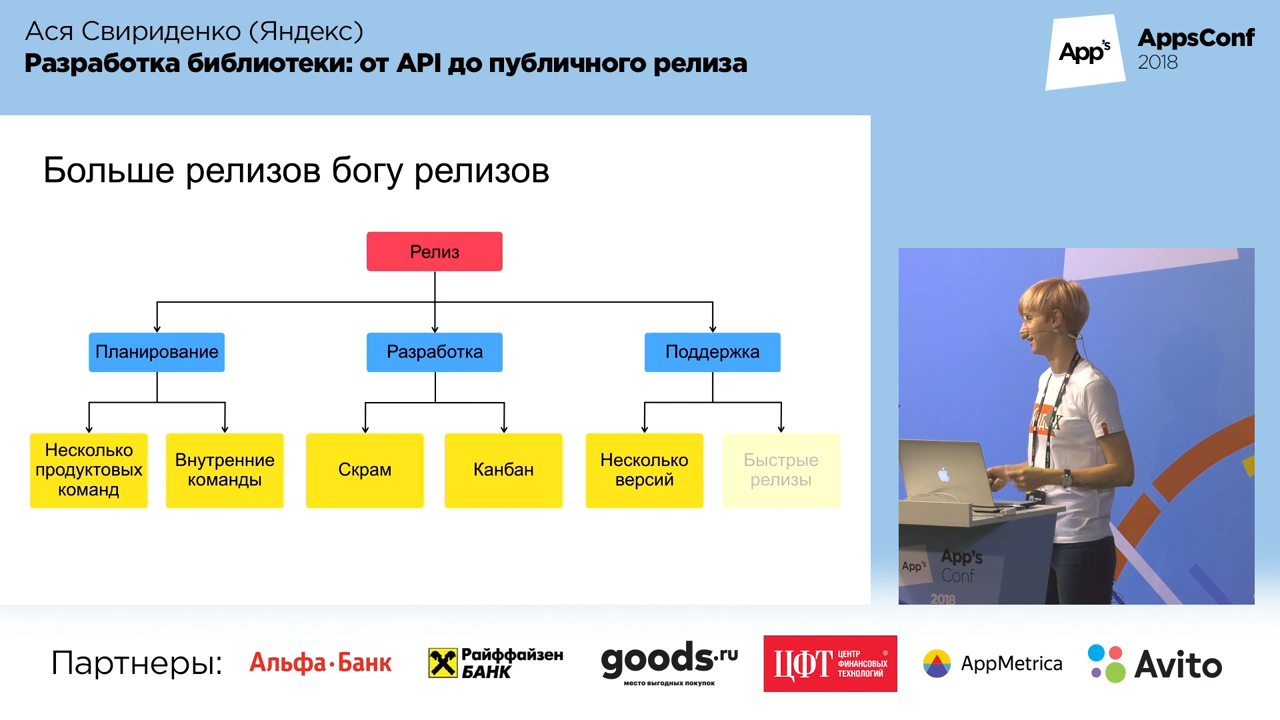 Ася Свириденко (Яндекс)
Разработка библиотеки: от API до публичного релиза
App's
AppsConf
2018
Больше релизов богу релизов
Релиз
Планирование
Разработка
Поддержка
Несколько
продуктовых
команд
Внутренние
команды
Скрам
Канбан
Несколько
версий
Быстрые
релизы
App's
App's
Conf
2018
Партнеры:
Альфа·Банк
Райффайзен
БАНК
goods.ru
место выгодных покупок
ЦФТ
ЦЕНТР
ФИНАНСОВЫХ
ТЕХНОЛОГИЙ
®
AppMetrica
Avito